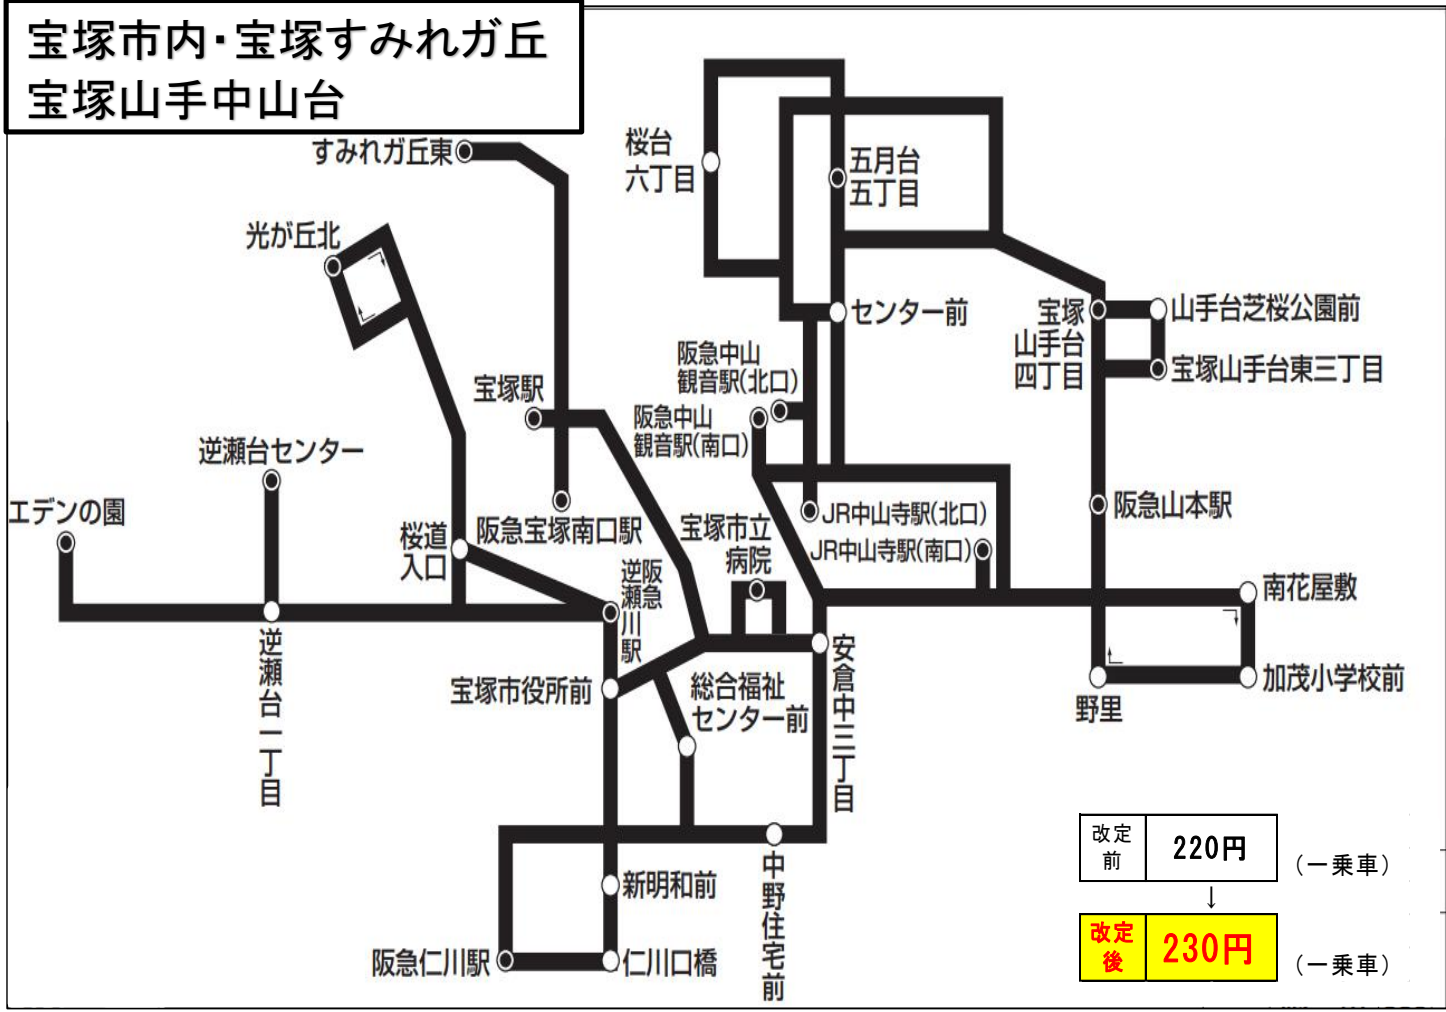 宝塚市内・宝塚すみれガ丘
宝塚山手中山台
すみれガ丘東
桜台
六丁目
五月台
五丁目
光が丘北
センター前
宝塚
山手台
四丁目
山手台芝桜公園前
宝塚山手台東三丁目
阪急中山
観音駅(北口)
宝塚駅
阪急中山
観音駅(南口)
逆瀬台センター
エデンの園
阪急宝塚南口駅
宝塚市立
病院
JR中山寺駅(北口)
JR中山寺駅(南口)
阪急山本駅
桜道
入口
阪急
逆瀬川駅
南花屋敷
逆瀬台一丁目
宝塚市役所前
総合福祉
センター前
安倉中三丁目
加茂小学校前
野里
中野住宅前
新明和前
阪急仁川駅
仁川口橋
改定
前
220円
(一乗車)
↓
改定
後
230円
(一乗車)